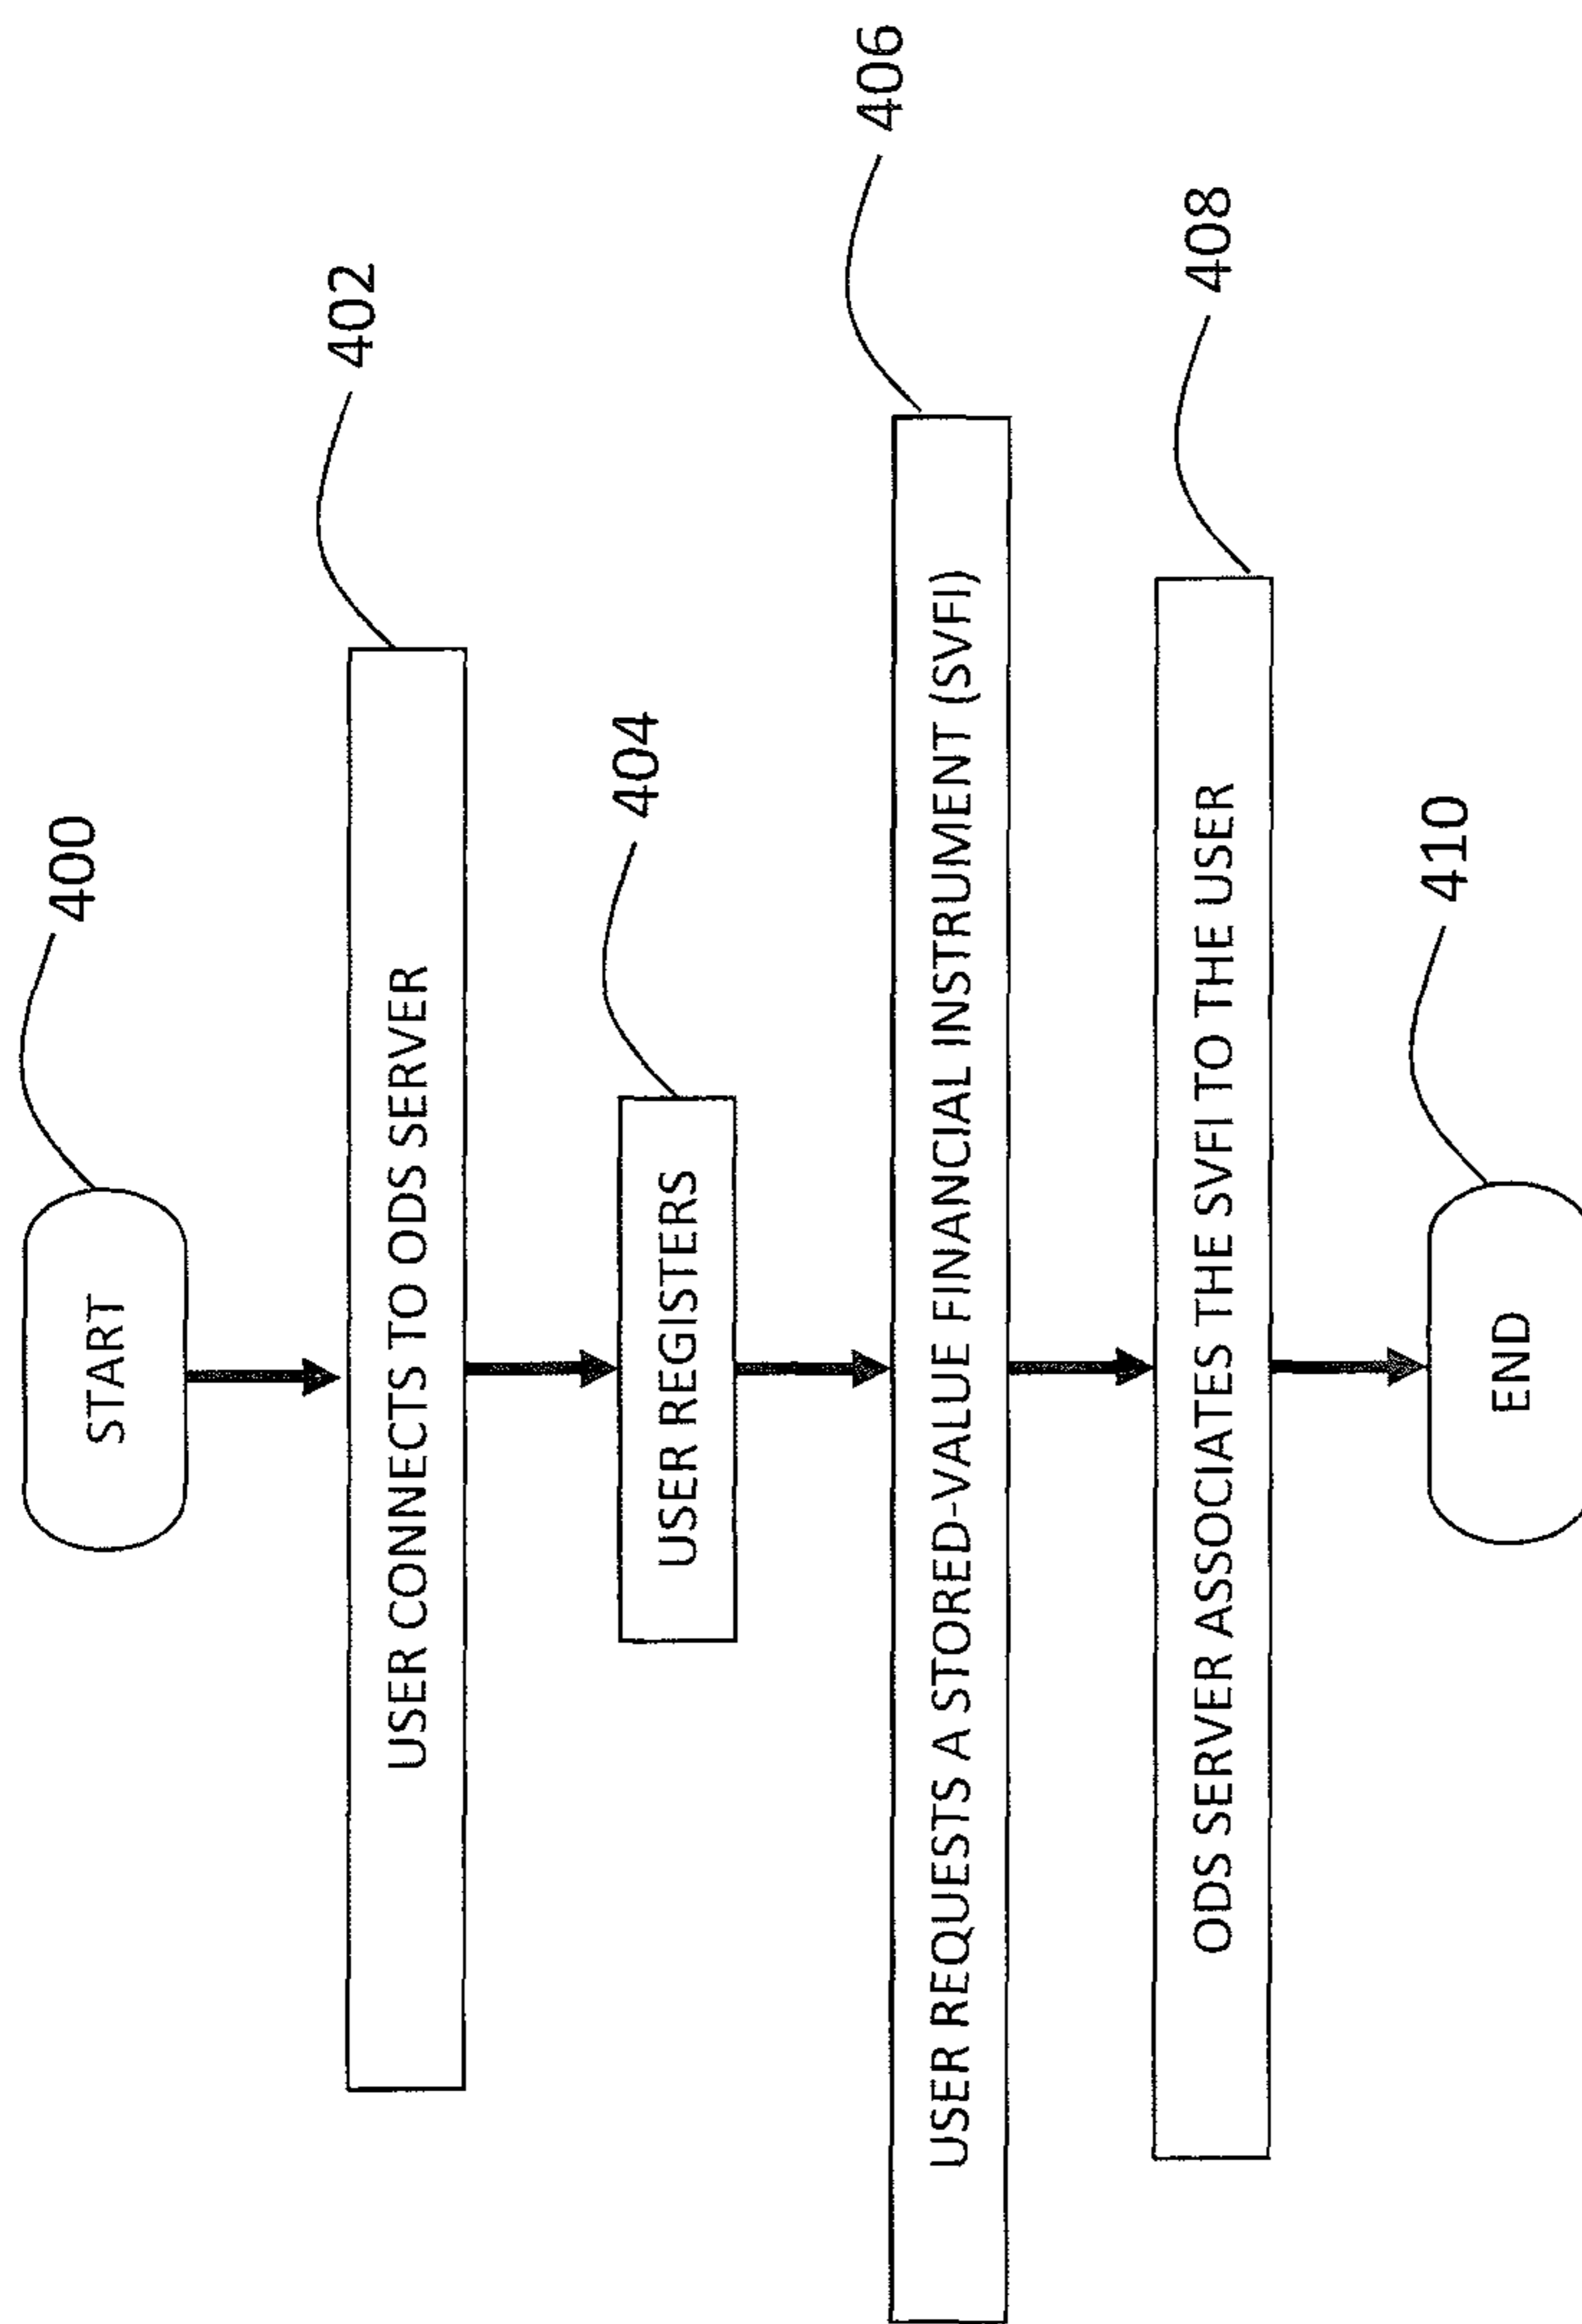 400
START
402
USER CONNECTS TO ODS SERVER
404
USER REGISTERS
406
USER REQUESTS A STORED-VALUE FINANCIAL INSTRUMENT (SVFI)
408
ODS SERVER ASSOCIATES THE SVFI TO THE USER
410
END